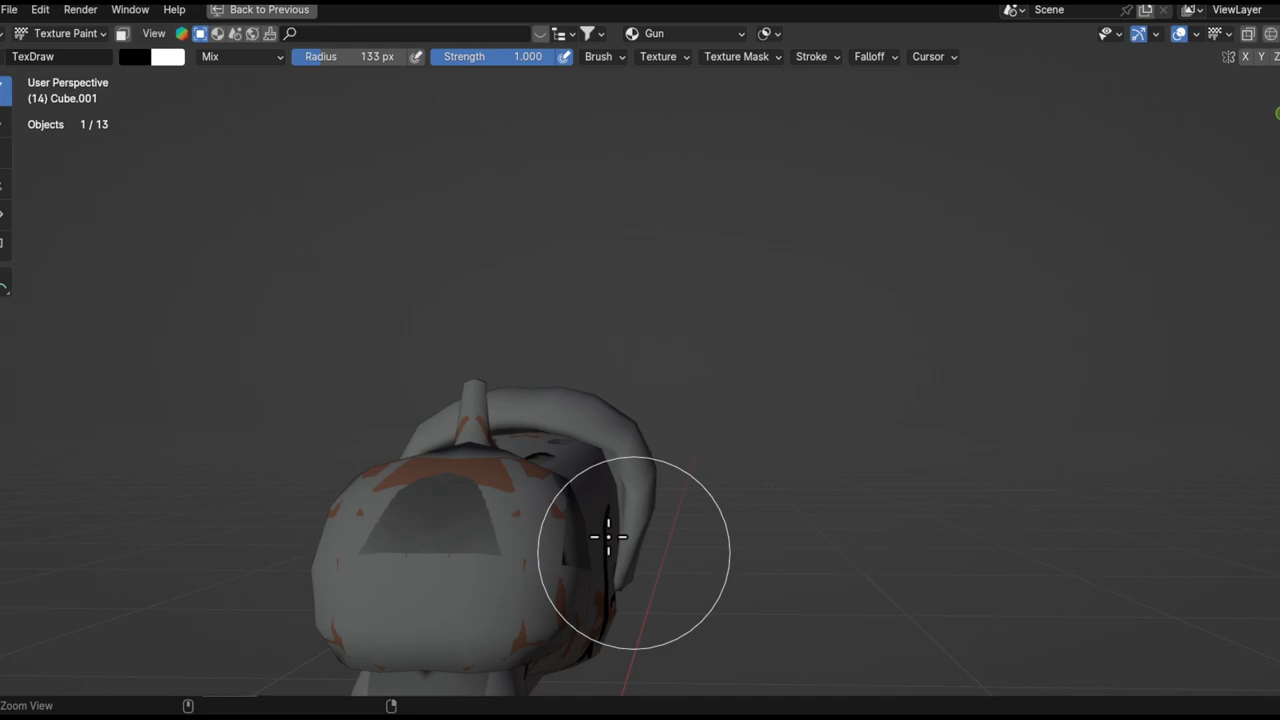 File Edit Render Window Help Back to Previous Scene ViewLayer
Texture Paint View Gun
TexDraw Mix Radius 133 px Strength 1.000 Brush Texture Texture Mask Stroke Falloff Cursor X Y Z
User Perspective
(14) Cube.001
Objects 1 / 13
Zoom View